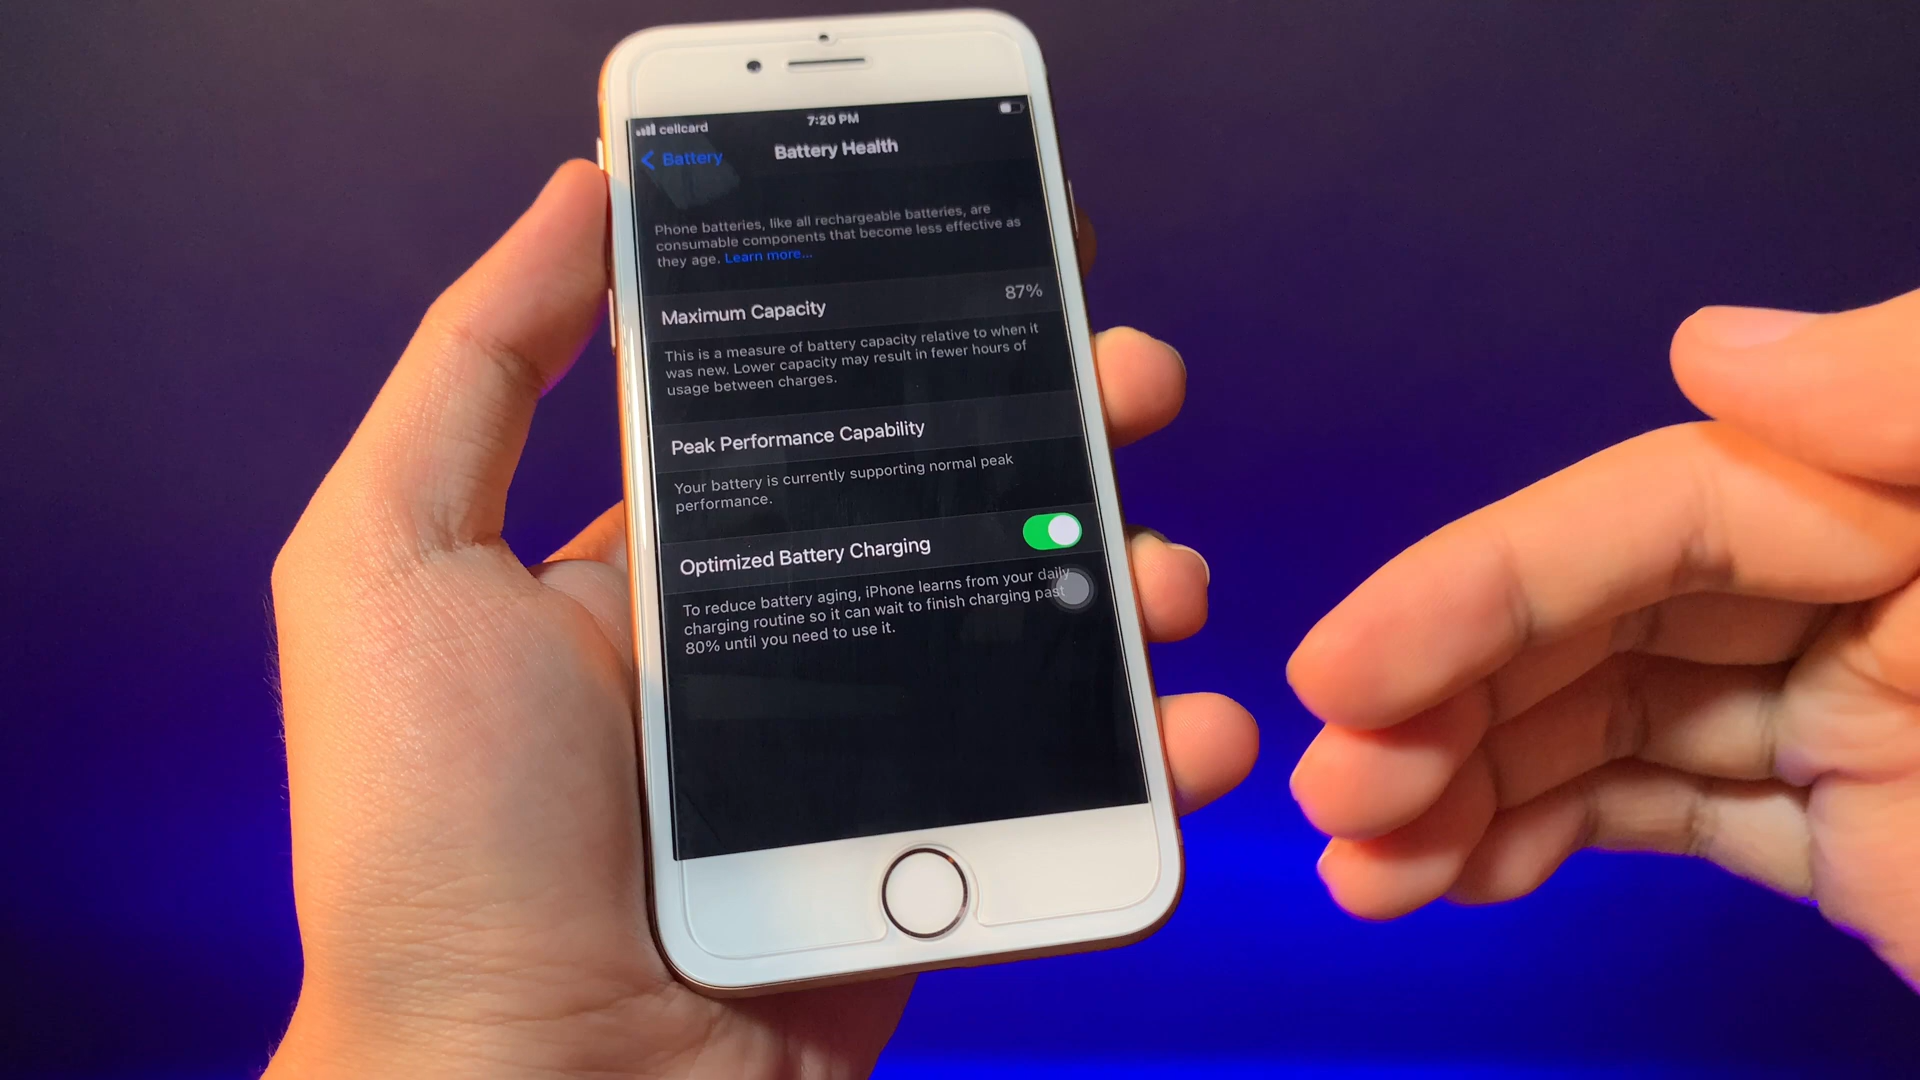 cellcard 7:20 PM
Battery Battery Health
Phone batteries, like all rechargeable batteries, are
consumable components that become less effective as
they age. Learn more...
Maximum Capacity 87%
This is a measure of battery capacity relative to when it
was new. Lower capacity may result in fewer hours of
usage between charges.
Peak Performance Capability
Your battery is currently supporting normal peak
performance.
Optimized Battery Charging
To reduce battery aging, iPhone learns from your daily
charging routine so it can wait to finish charging past
80% until you need to use it.